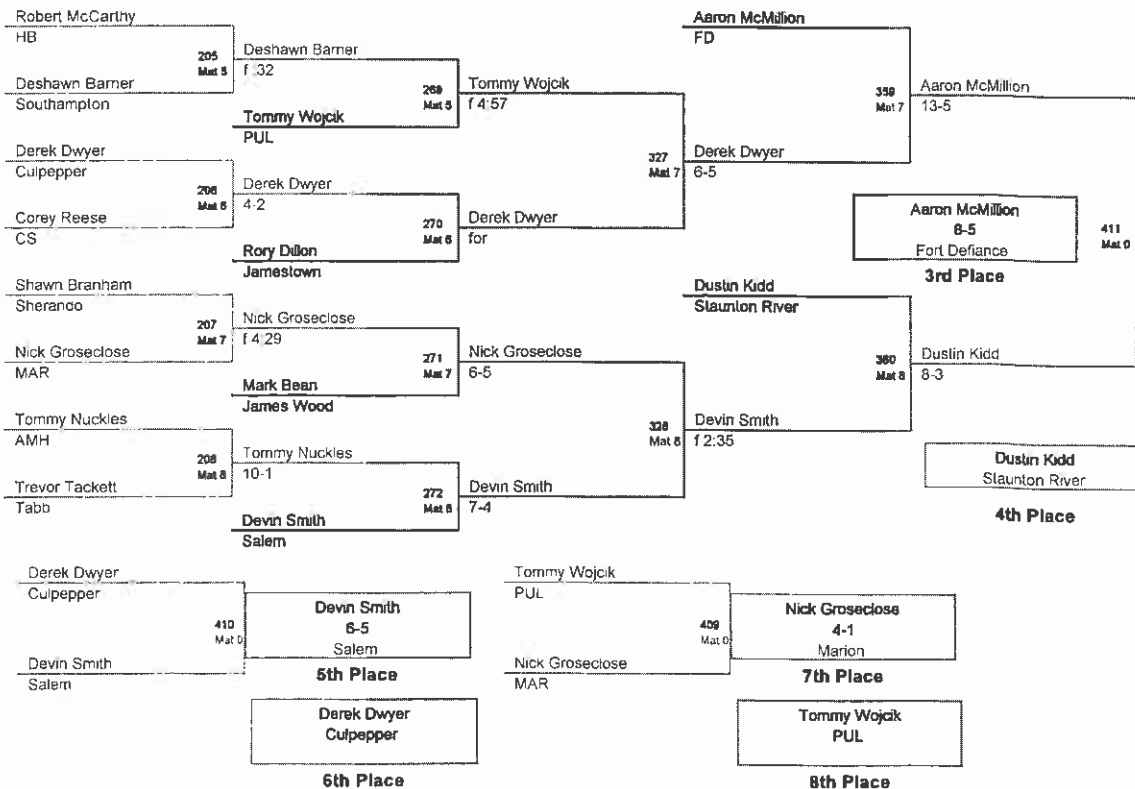 Robert McCarthy
HB
205
Mat 5
Deshawn Barner
Southampton
Deshawn Barner
f :32
Tommy Wojcik
PUL
269
Mat 5
Tommy Wojcik
f 4:57
Derek Dwyer
Culpepper
206
Mat 6
Corey Reese
CS
Derek Dwyer
4-2
Rory Dillon
Jamestown
270
Mat 6
Derek Dwyer
for
327
Mat 7
Aaron McMillion
FD
Derek Dwyer
6-5
359
Mat 7
Aaron McMillion
13-5
Shawn Branham
Sherando
207
Mat 7
Nick Groseclose
MAR
Nick Groseclose
f 4:29
Mark Bean
James Wood
271
Mat 7
Nick Groseclose
6-5
Tommy Nuckles
AMH
208
Mat 8
Trevor Tackett
Tabb
Tommy Nuckles
10-1
Devin Smith
Salem
272
Mat 8
Devin Smith
7-4
328
Mat 8
Dustin Kidd
Staunton River
Devin Smith
f 2:35
360
Mat 8
Dustin Kidd
8-3
Aaron McMillion
6-5
Fort Defiance
3rd Place
411
Mat 0
Dustin Kidd
Staunton River
4th Place
Derek Dwyer
Culpepper
410
Mat 0
Devin Smith
Salem
Devin Smith
6-5
Salem
5th Place
Derek Dwyer
Culpepper
6th Place
Tommy Wojcik
PUL
409
Mat 0
Nick Groseclose
MAR
Nick Groseclose
4-1
Marion
7th Place
Tommy Wojcik
PUL
8th Place